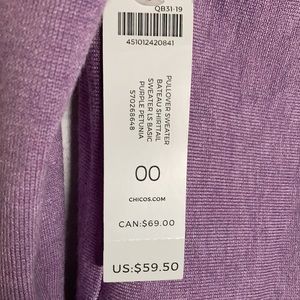 QB31-19
451012420841
PULLOVER SWEATER
BATEAU SHIRTTAIL
SWEATER LS BASIC
PURPLE PETUNIA
570268648
00
CHICOS.COM
CAN:$69.00
US:$59.50